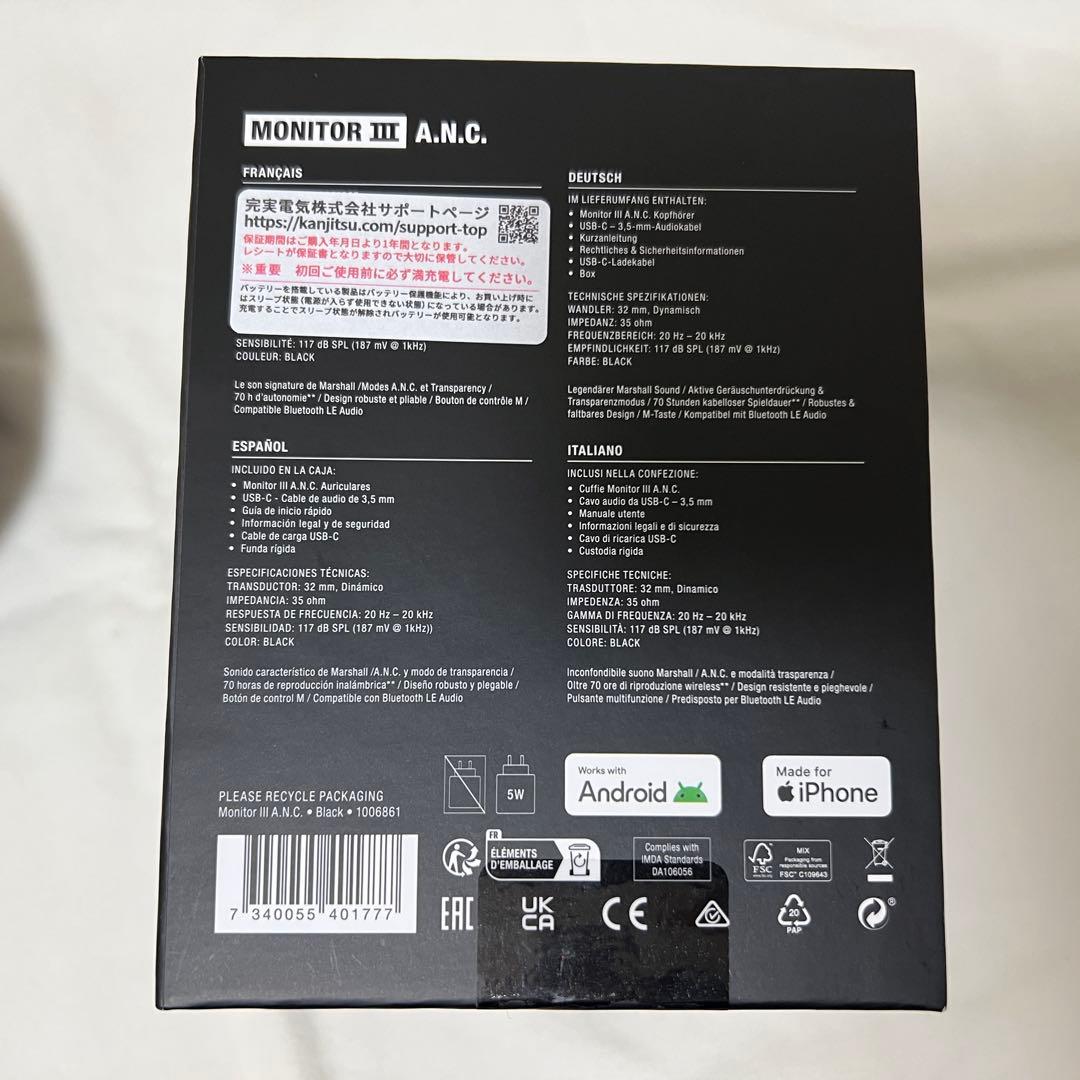 MONITOR III A.N.C.
FRANÇAIS
完実電気株式会社サポートページ
https://kanjitsu.com/support-top
保証期間はご購入年月日より1年間となります。
レシートが保証書となりますので大切に保管してください。
※重要 初回ご使用前に必ず満充電してください。
バッテリーを搭載している製品はバッテリー保護機能により、お買い上げ時に
はスリープ状態(電源が入らず使用できない状態)になっている場合があります。
充電することでスリープ状態が解除されバッテリーが使用可能となります。
SENSIBILITÉ: 117 dB SPL (187 mV @ 1kHz)
COULEUR: BLACK
Le son signature de Marshall /Modes A.N.C. et Transparency /
70 h d'autonomie** / Design robuste et pliable / Bouton de contrôle M /
Compatible Bluetooth LE Audio
DEUTSCH
IM LIEFERUMFANG ENTHALTEN:
• Monitor III A.N.C. Kopfhörer
• USB-C – 3,5-mm-Audiokabel
• Kurzanleitung
• Rechtliches & Sicherheitsinformationen
• USB-C-Ladekabel
• Box
TECHNISCHE SPEZIFIKATIONEN:
WANDLER: 32 mm, Dynamisch
IMPEDANZ: 35 ohm
FREQUENZBEREICH: 20 Hz – 20 kHz
EMPFINDLICHKEIT: 117 dB SPL (187 mV @ 1kHz)
FARBE: BLACK
Legendärer Marshall Sound / Aktive Geräuschunterdrückung &
Transparenzmodus / 70 Stunden kabelloser Spieldauer** / Robustes &
faltbares Design / M-Taste / Kompatibel mit Bluetooth LE Audio
ESPAÑOL
INCLUIDO EN LA CAJA:
• Monitor III A.N.C. Auriculares
• USB-C - Cable de audio de 3,5 mm
• Guía de inicio rápido
• Información legal y de seguridad
• Cable de carga USB-C
• Funda rígida
ESPECIFICACIONES TÉCNICAS:
TRANSDUCTOR: 32 mm, Dinámico
IMPEDANCIA: 35 ohm
RESPUESTA DE FRECUENCIA: 20 Hz – 20 kHz
SENSIBILIDAD: 117 dB SPL (187 mV @ 1kHz))
COLOR: BLACK
Sonido característico de Marshall /A.N.C. y modo de transparencia /
70 horas de reproducción inalámbrica** / Diseño robusto y plegable /
Botón de control M / Compatible con Bluetooth LE Audio
ITALIANO
INCLUSI NELLA CONFEZIONE:
• Cuffie Monitor III A.N.C.
• Cavo audio da USB-C – 3,5 mm
• Manuale utente
• Informazioni legali e di sicurezza
• Cavo di ricarica USB-C
• Custodia rigida
SPECIFICHE TECNICHE:
TRASDUTTORE: 32 mm, Dinamico
IMPEDENZA: 35 ohm
GAMMA DI FREQUENZA: 20 Hz – 20 kHz
SENSIBILITÀ: 117 dB SPL (187 mV @ 1kHz)
COLORE: BLACK
Inconfondibile suono Marshall / A.N.C. e modalità trasparenza /
Oltre 70 ore di riproduzione wireless** / Design resistente e pieghevole /
Pulsante multifunzione / Predisposto per Bluetooth LE Audio
PLEASE RECYCLE PACKAGING
Monitor III A.N.C. • Black • 1006861
5W
Works with
Android
Made for
iPhone
7 340055 401777
FR
ÉLÉMENTS
D'EMBALLAGE
Complies with
IMDA Standards
DA106056
FSC
MIX
Packaging from
responsible sources
FSC™ C109643
EAC
UK
CA
CE
20
PAP
®